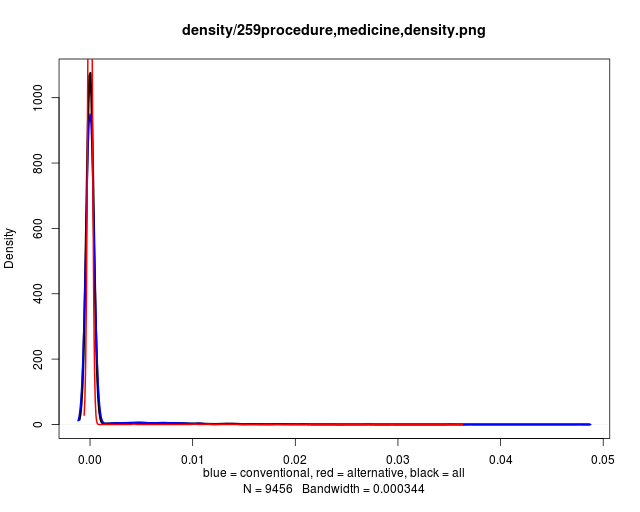 density/259procedure,medicine,density.png
Density
0 200 400 600 800 1000
0.00 0.01 0.02 0.03 0.04 0.05
blue = conventional, red = alternative, black = all
N = 9456 Bandwidth = 0.000344